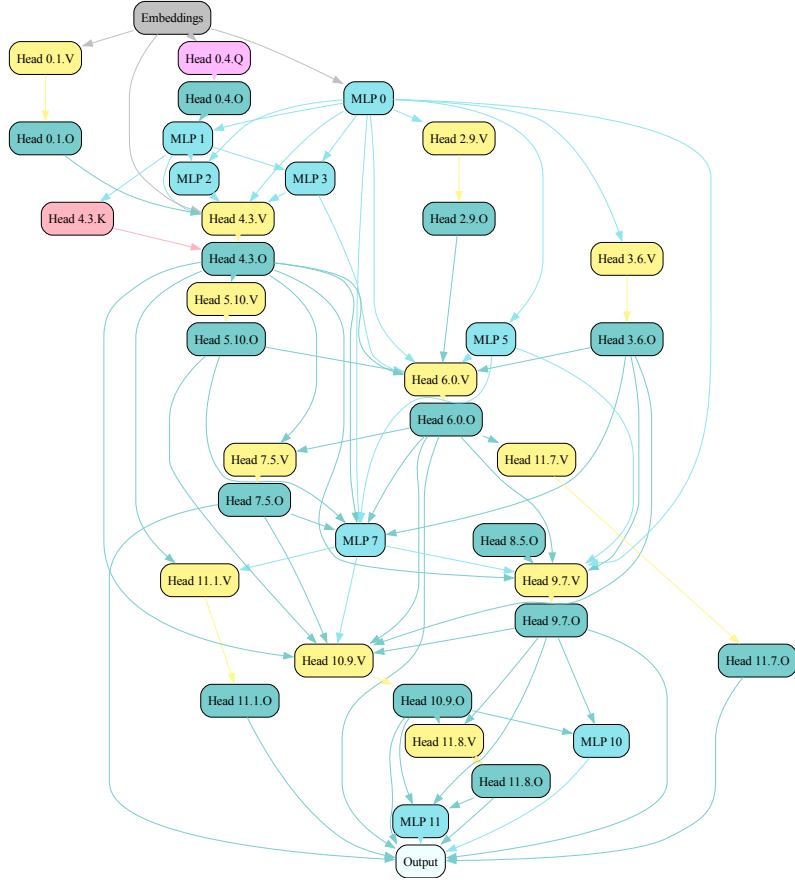 Embeddings
Head 0.1.V
Head 0.4.Q
Head 0.4.O
MLP 0
Head 0.1.O
MLP 1
Head 2.9.V
MLP 2
MLP 3
Head 4.3.K
Head 4.3.V
Head 2.9.O
Head 4.3.O
Head 3.6.V
Head 5.10.V
Head 5.10.O
MLP 5
Head 3.6.O
Head 6.0.V
Head 6.0.O
Head 7.5.V
Head 11.7.V
Head 7.5.O
MLP 7
Head 8.5.O
Head 11.1.V
Head 9.7.V
Head 9.7.O
Head 10.9.V
Head 11.7.O
Head 11.1.O
Head 10.9.O
Head 11.8.V
MLP 10
Head 11.8.O
MLP 11
Output